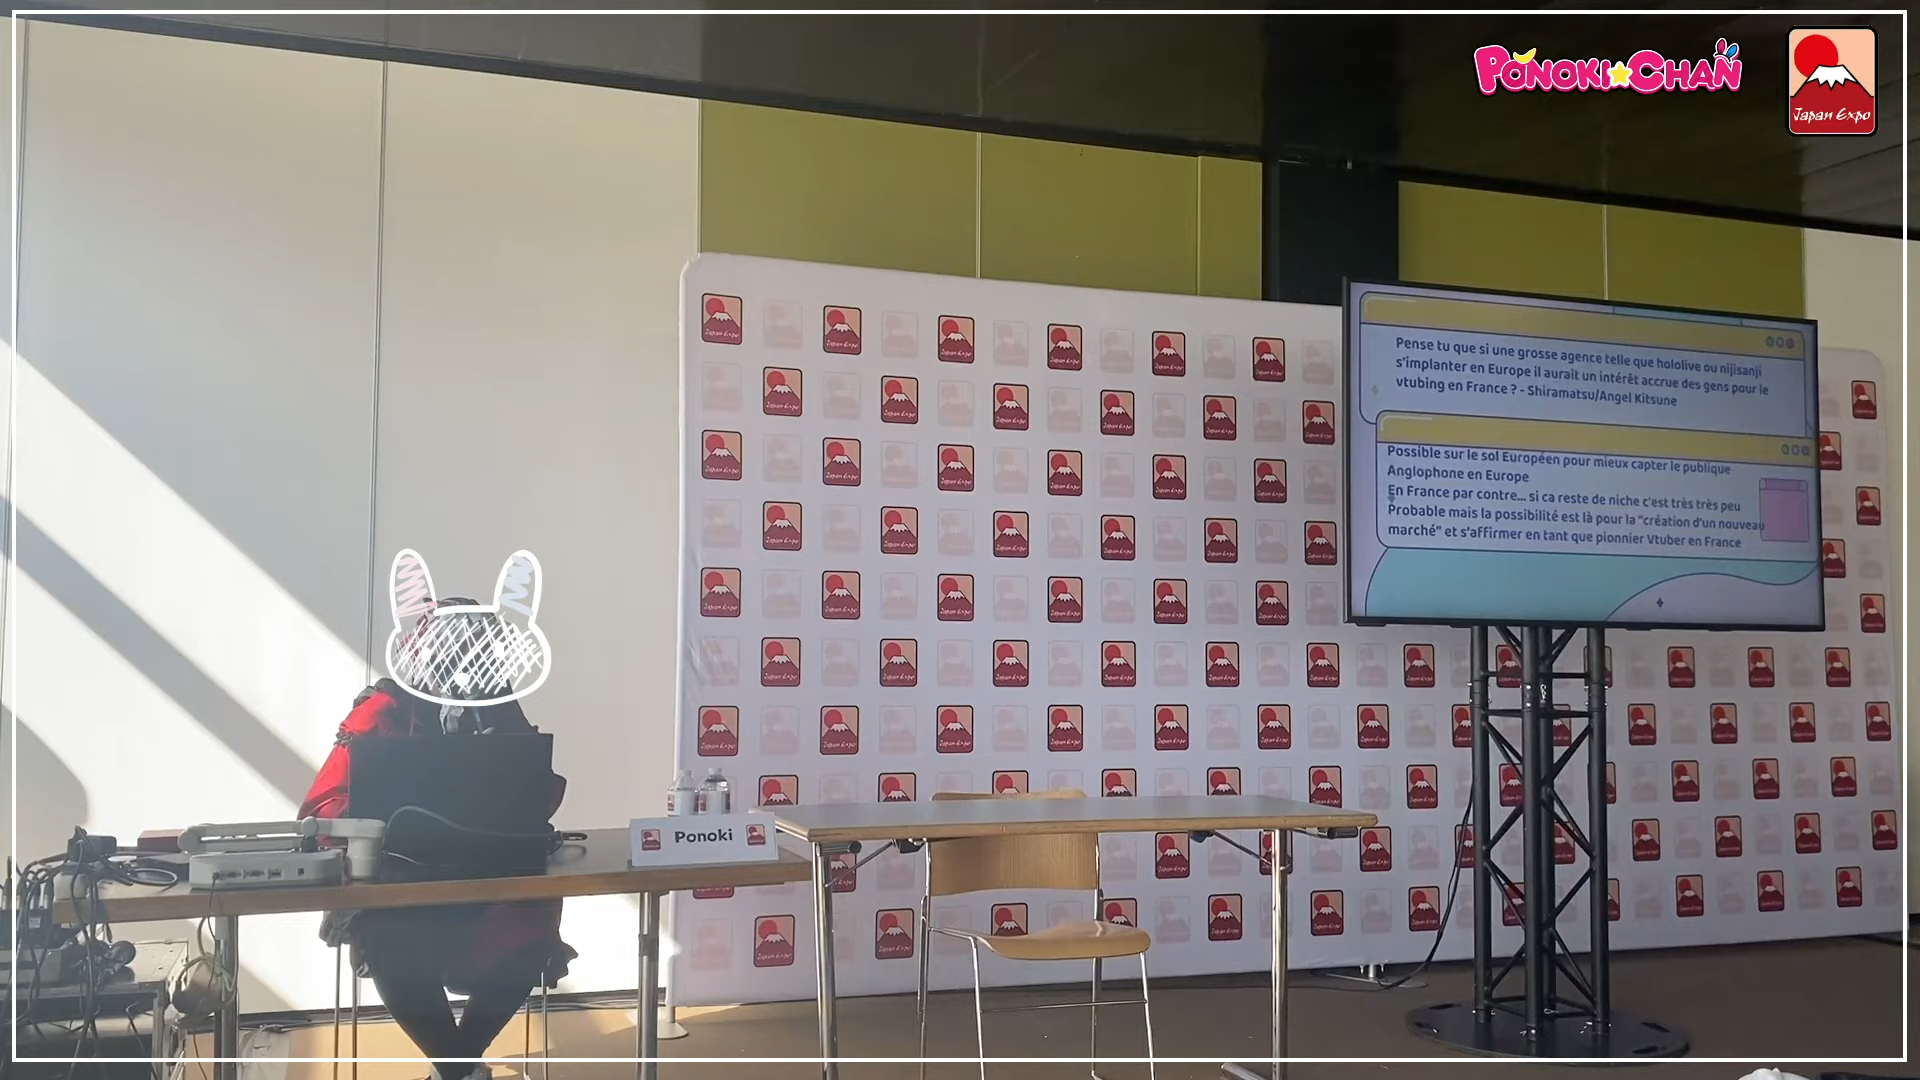 PONOKI☆CHAN
Japan Expo
Pense tu que si une grosse agence telle que hololive ou nijisanji
s'implanter en Europe il aurait un intérêt accrue des gens pour le
vtubing en France ? - Shiramatsu/Angel Kitsune
Possible sur le sol Européen pour mieux capter le publique
Anglophone en Europe
En France par contre... si ca reste de niche c'est très très peu
Probable mais la possibilité est là pour la "création d'un nouveau
marché" et s'affirmer en tant que pionnier Vtuber en France
Ponoki